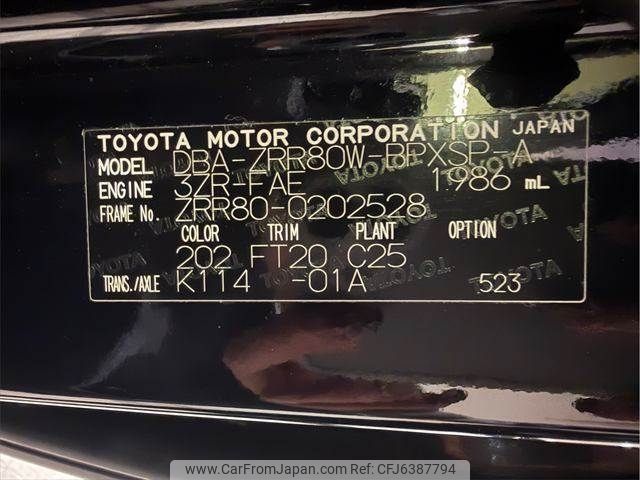 TOYOTA MOTOR CORPORATION JAPAN
MODEL DBA-ZRR80W-BPXSP-A
ENGINE 3ZR-FAE 1986 mL
FRAME No. ZRR80-0202528
COLOR TRIM PLANT OPTION
202 FT20 C25
TRANS./AXLE K114 -01A 523
www.CarFromJapan.com | CFJ6387794